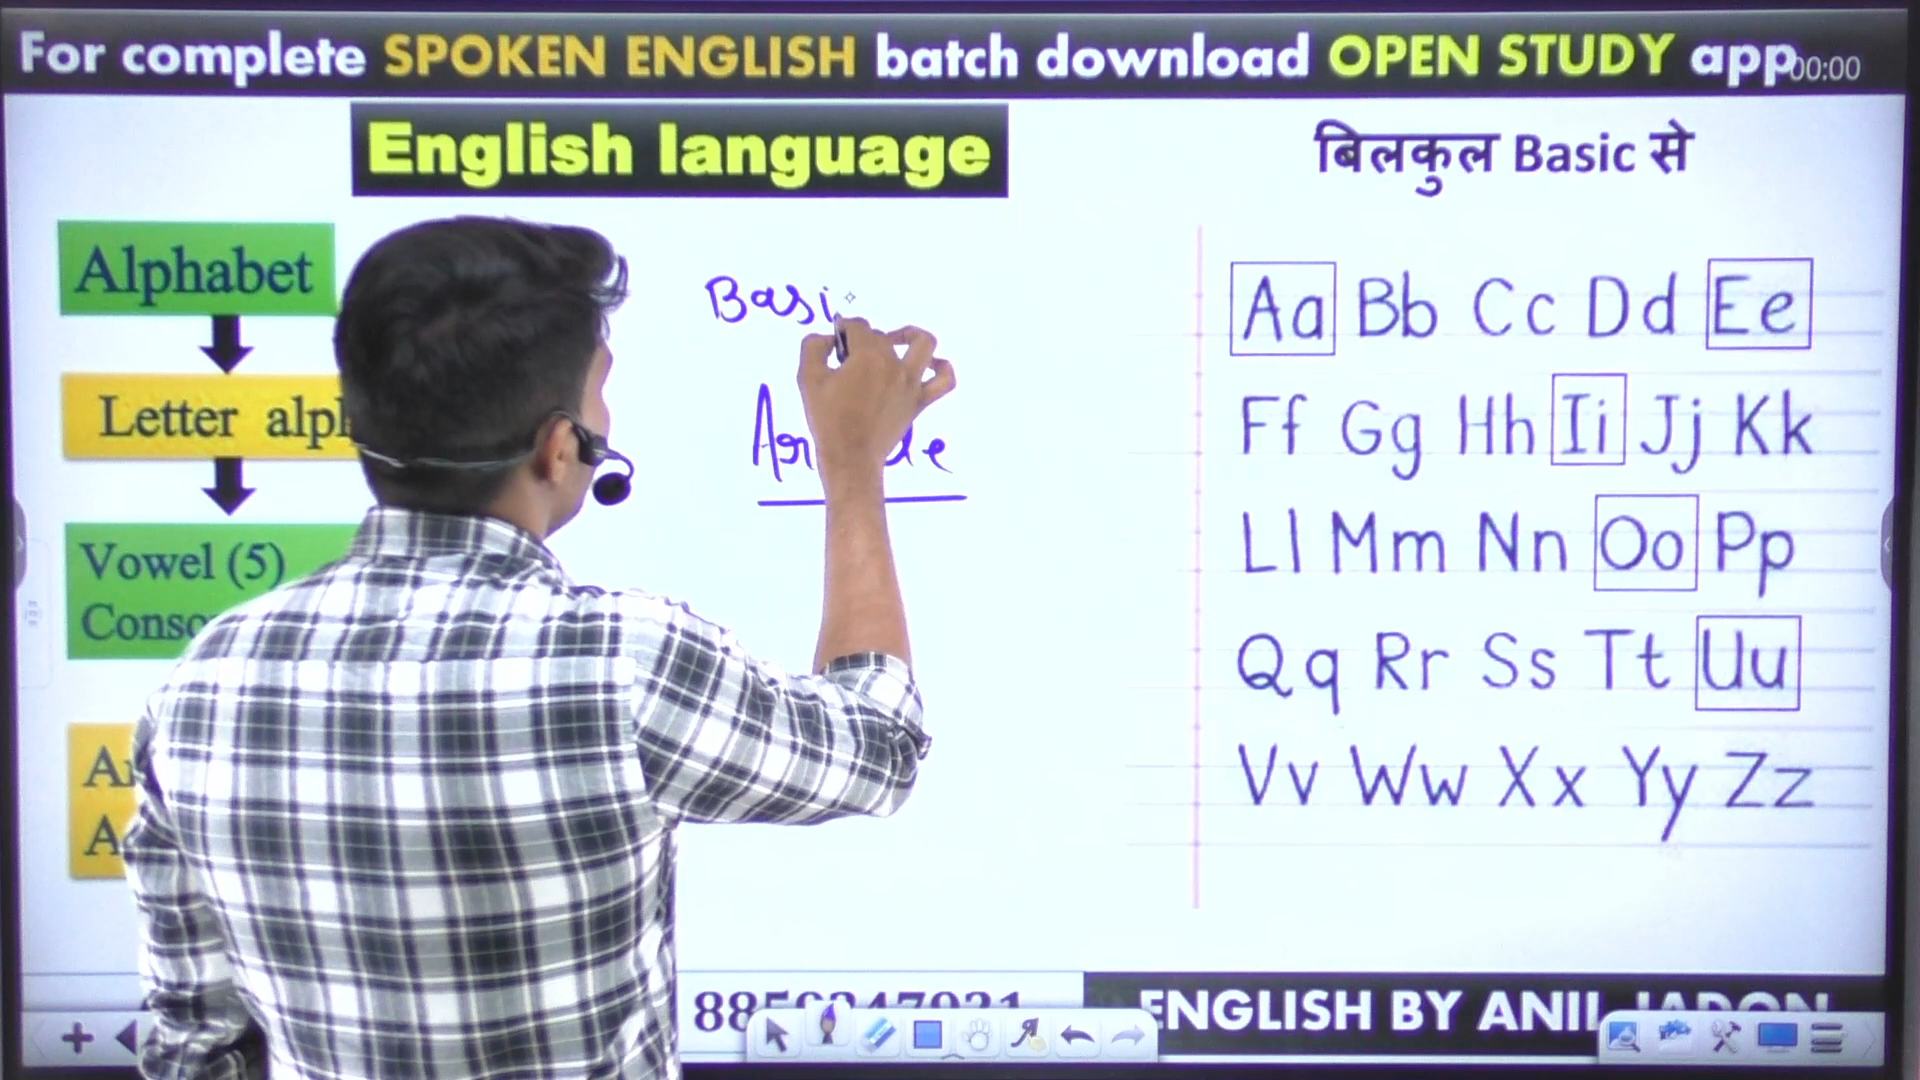 For complete SPOKEN ENGLISH batch download OPEN STUDY app
00:00
English language
बिलकुल Basic से
Alphabet
Letter
Vowel (5)
Basi
Aa Bb Cc Dd Ee
Ff Gg Hh Ii Jj Kk
Ll Mm Nn Oo Pp
Qq Rr Ss Tt Uu
Vv Ww Xx Yy Zz
ENGLISH BY ANIL JADON